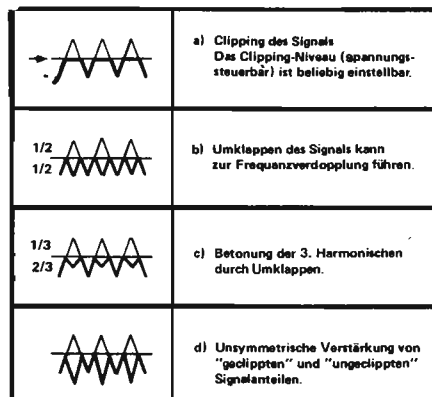 a) Clipping des Signals
Das Clipping-Niveau (spannungs-
steuerbar) ist beliebig einstellbar.
1/2
1/2
b) Umklappen des Signals kann
zur Frequenzverdopplung führen.
1/3
2/3
c) Betonung der 3. Harmonischen
durch Umklappen.
d) Unsymmetrische Verstärkung von
"geclippten" und "ungeclippten"
Signalanteilen.